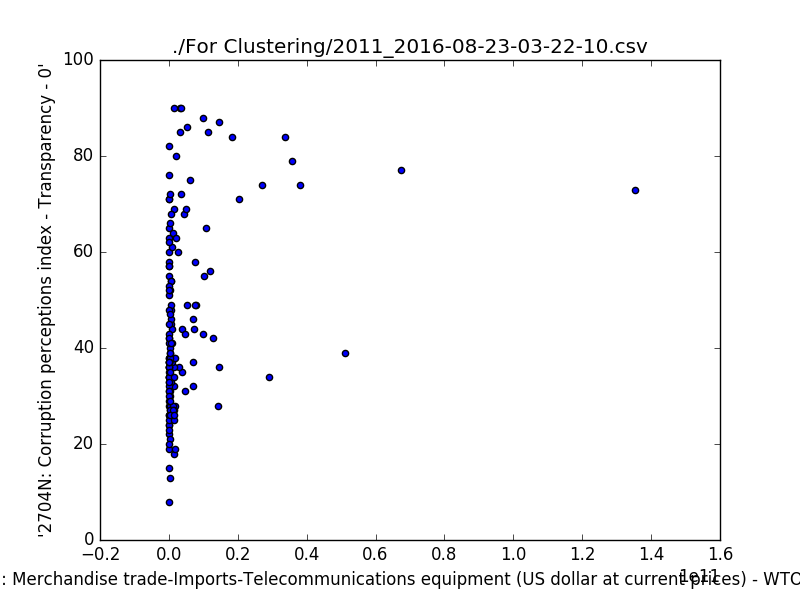 ./For Clustering/2011_2016-08-23-03-22-10.csv
'2704N: Corruption perceptions index - Transparency - 0'
100
80
60
40
20
0
−0.2 0.0 0.2 0.4 0.6 0.8 1.0 1.2 1.4 1.6
1e11
: Merchandise trade-Imports-Telecommunications equipment (US dollar at current prices) - WTO